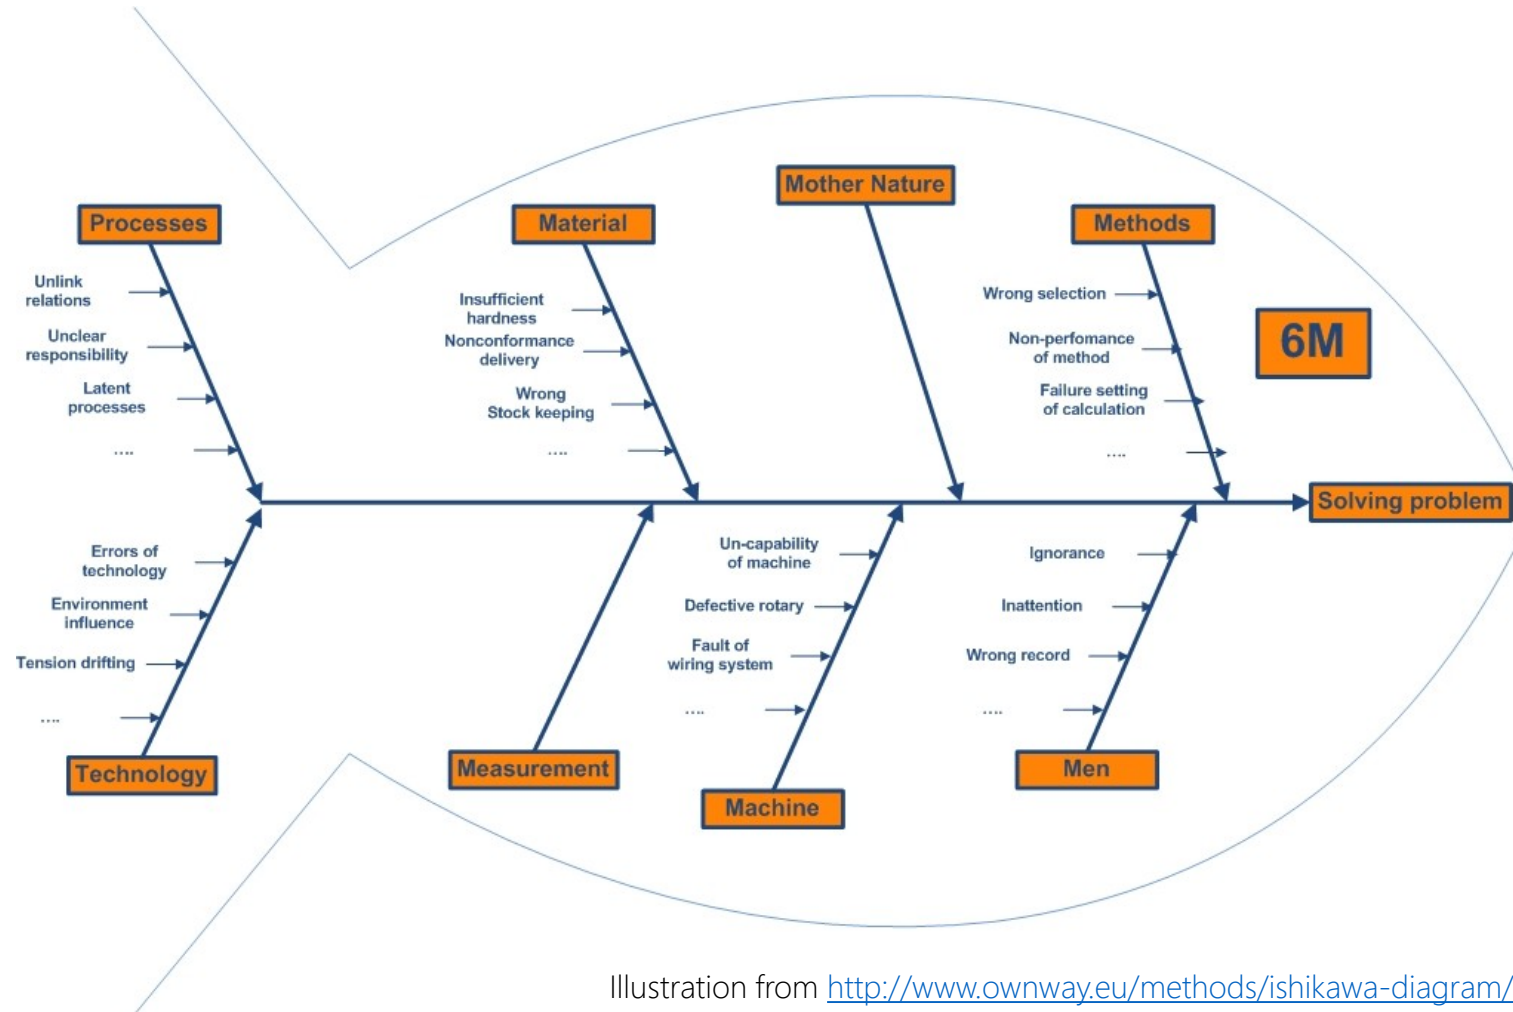 Mother Nature
Processes
Material
Methods
Unlink
relations
Unclear
responsibility
Latent
processes
....
Insufficient
hardness
Nonconformance
delivery
Wrong
Stock keeping
....
Wrong selection
Non-perfomance
of method
Failure setting
of calculation
....
6M
Solving problem
Errors of
technology
Environment
influence
Tension drifting
....
Technology
Measurement
Un-capability
of machine
Defective rotary
Fault of
wiring system
....
Machine
Ignorance
Inattention
Wrong record
....
Men
Illustration from http://www.ownway.eu/methods/ishikawa-diagram/